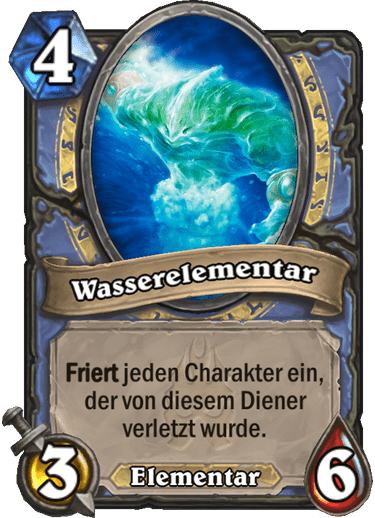 4
Wasserelementar
Friert jeden Charakter ein,
der von diesem Diener
verletzt wurde.
3
Elementar
6